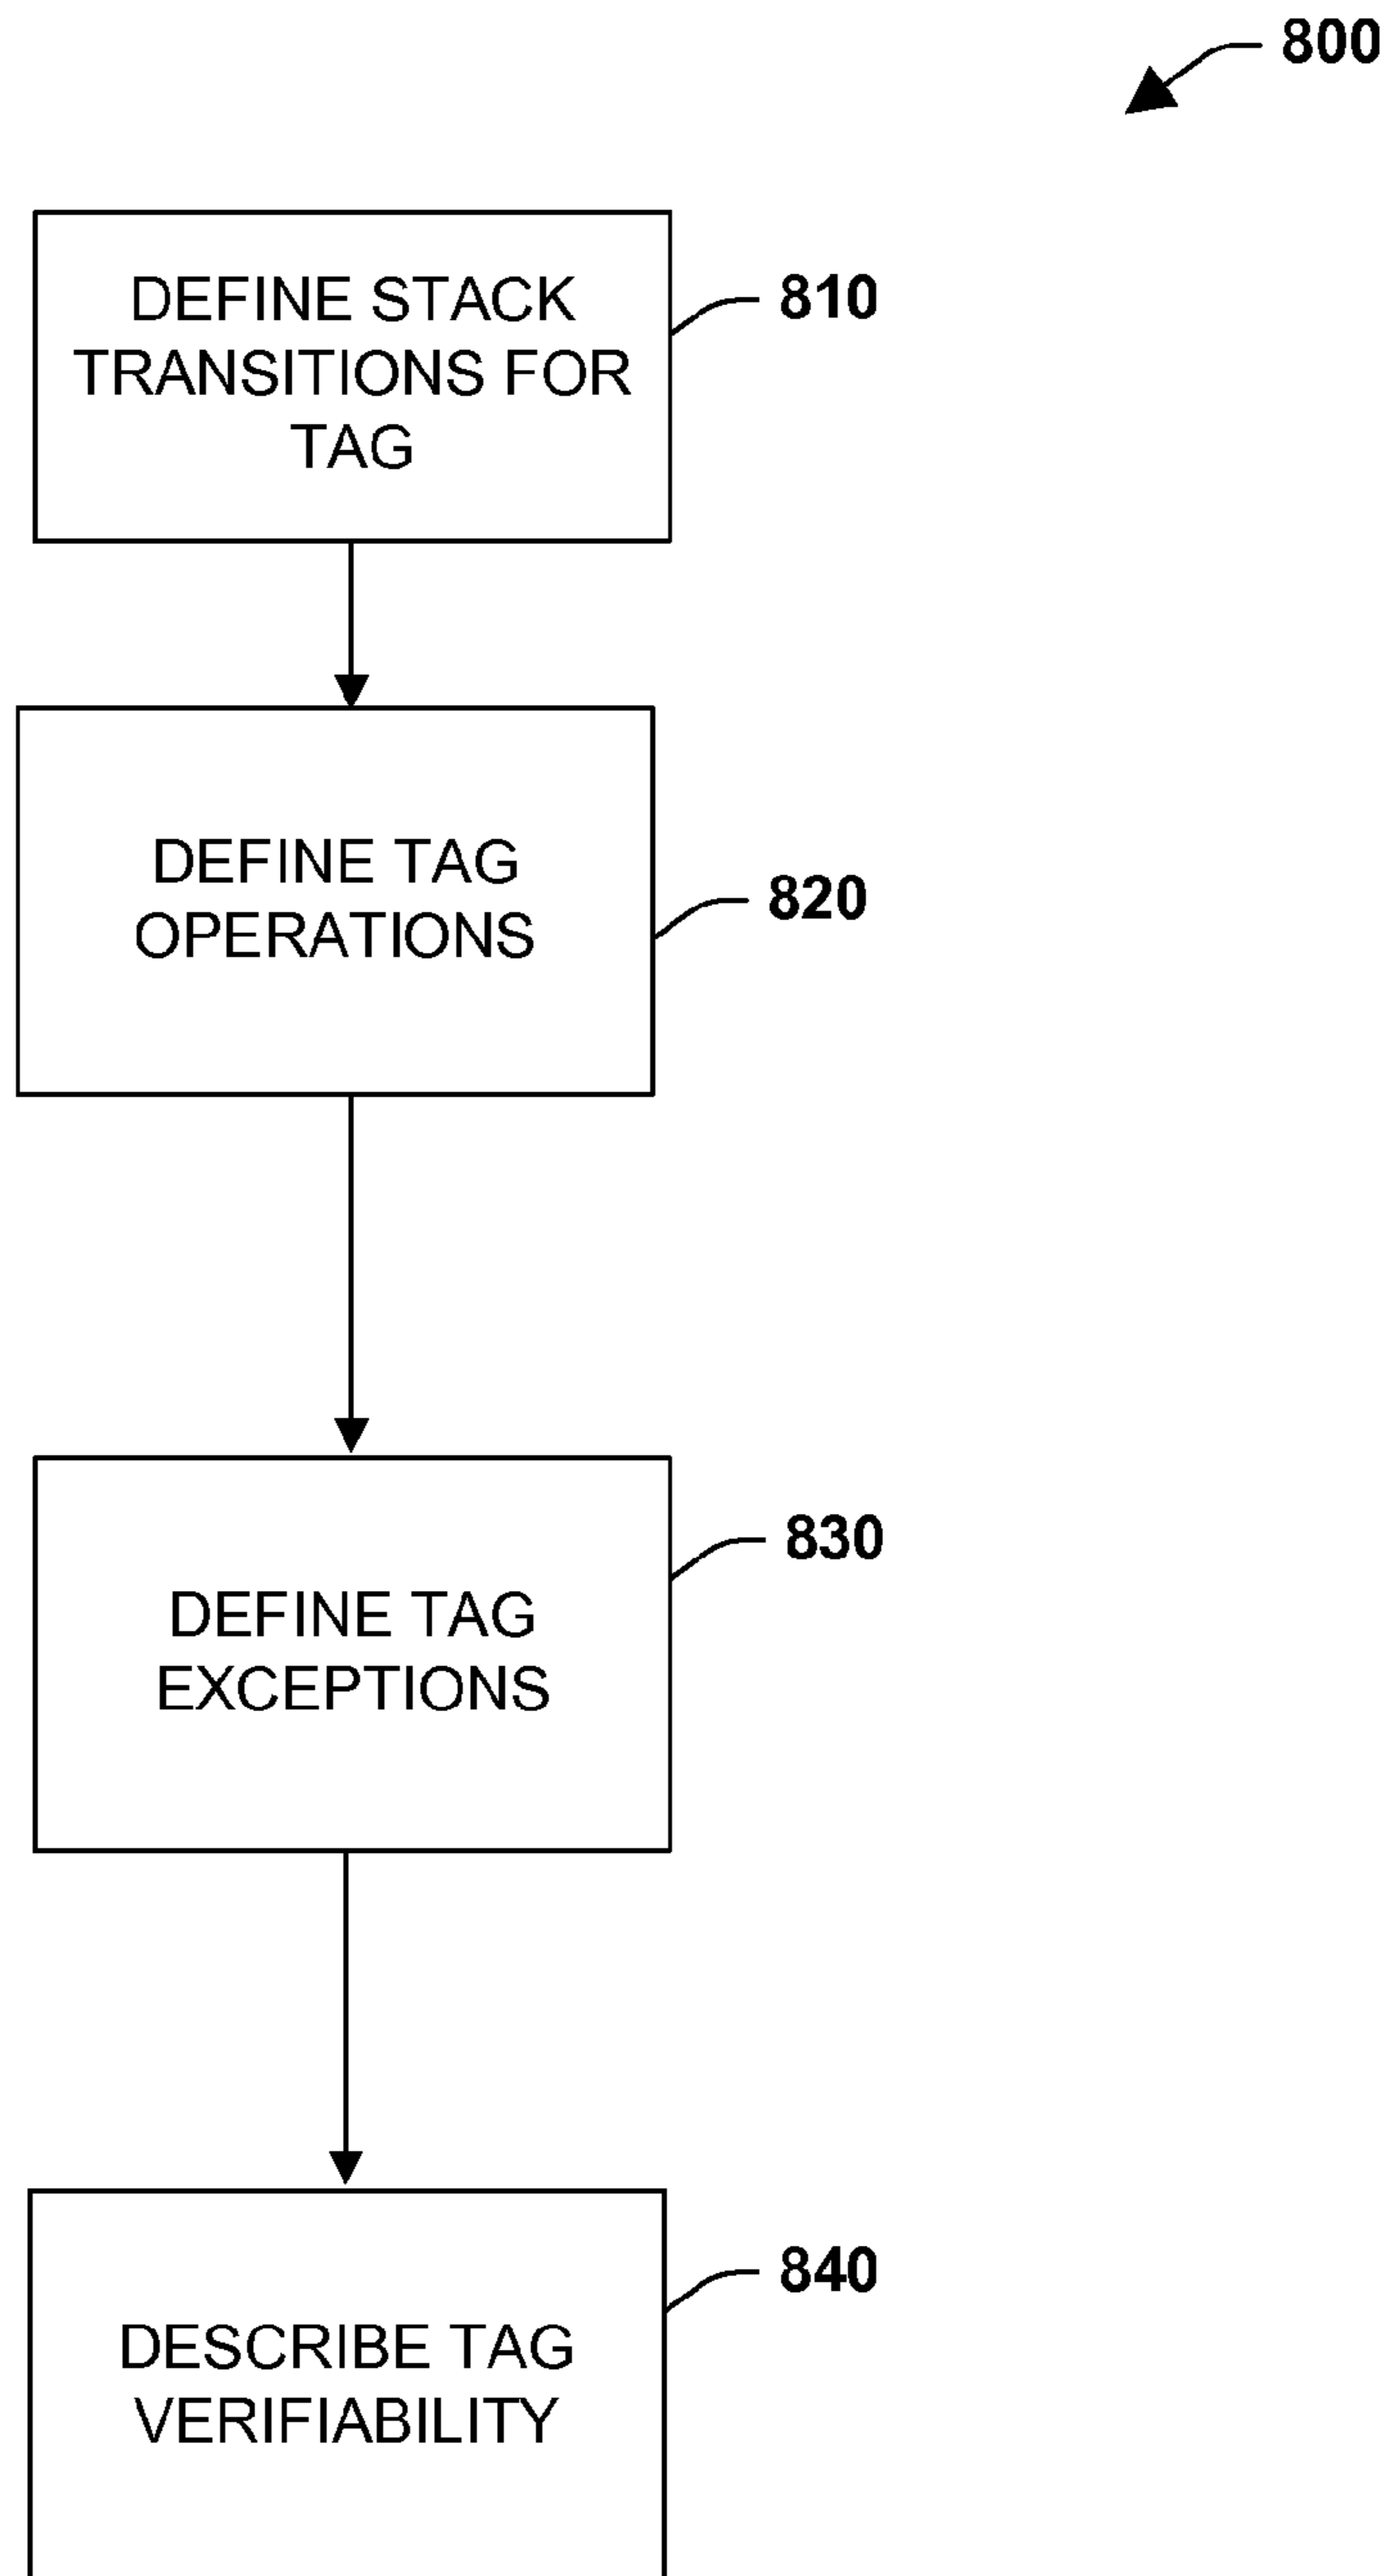 800
DEFINE STACK
TRANSITIONS FOR
TAG
810
DEFINE TAG
OPERATIONS
820
DEFINE TAG
EXCEPTIONS
830
DESCRIBE TAG
VERIFIABILITY
840